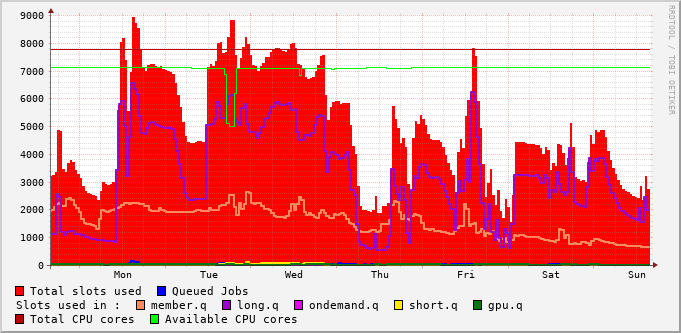 9000
8000
7000
6000
5000
4000
3000
2000
1000
0
Mon Tue Wed Thu Fri Sat Sun
RRDTOOL / TOBI OETIKER
Total slots used Queued Jobs
Slots used in : member.q long.q ondemand.q short.q gpu.q
Total CPU cores Available CPU cores